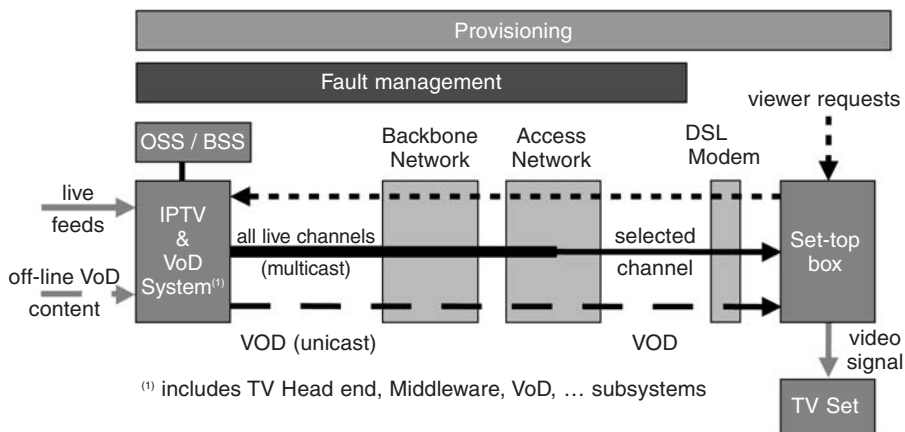 Provisioning
Fault management
viewer requests
OSS / BSS
Backbone
Network
Access
Network
DSL
Modem
live
feeds
IPTV
&
VoD
System(1)
all live channels
(multicast)
selected
channel
Set-top
box
off-line VoD
content
VOD (unicast)
VOD
video
signal
(1) includes TV Head end, Middleware, VoD, … subsystems
TV Set